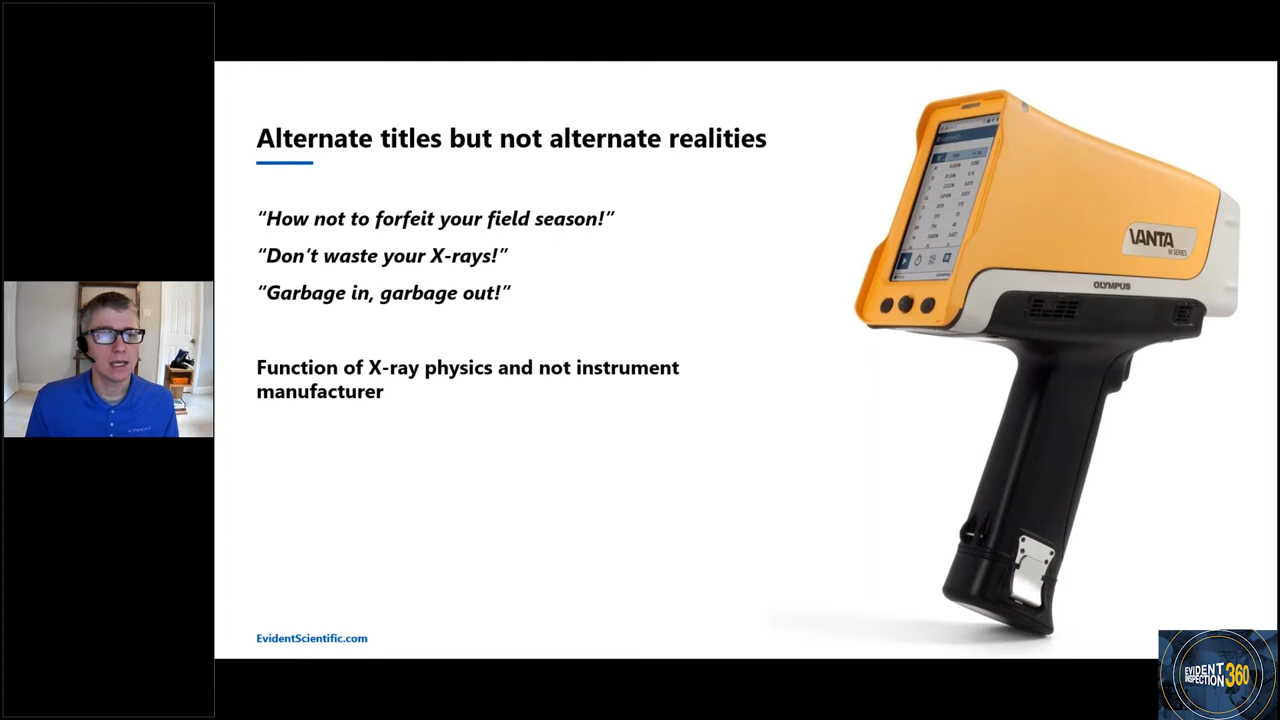 Alternate titles but not alternate realities
“How not to forfeit your field season!”
“Don’t waste your X-rays!”
“Garbage in, garbage out!”
Function of X-ray physics and not instrument
manufacturer
VANTA
M SERIES
OLYMPUS
EvidentScientific.com
EVIDENT
INSPECTION 360